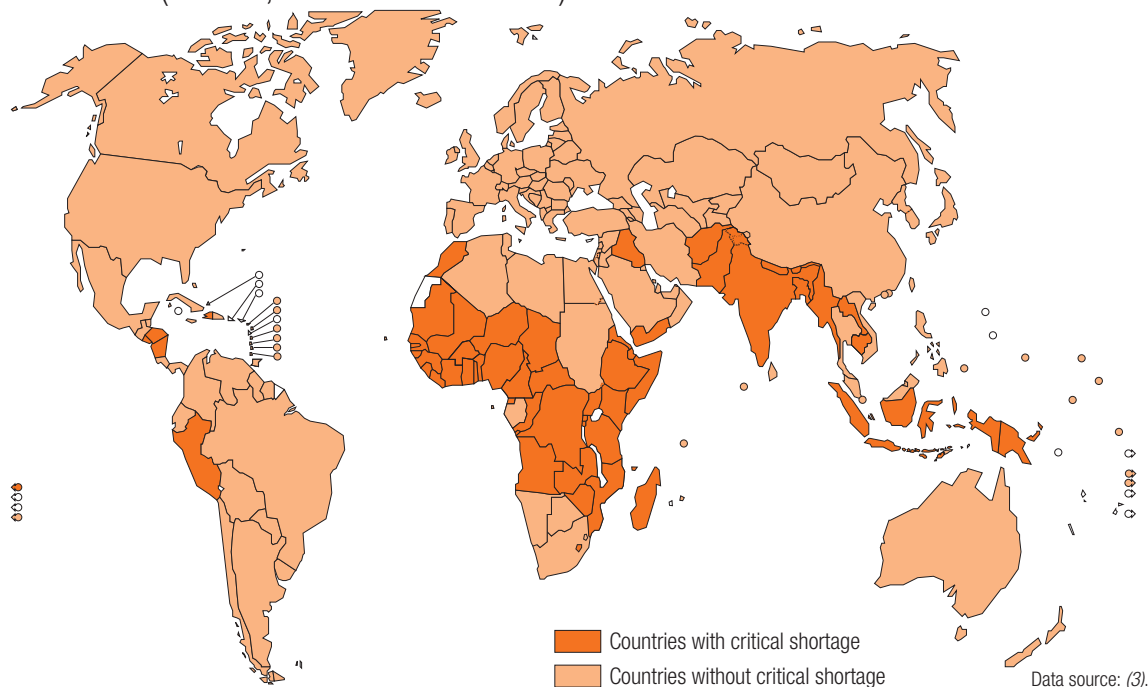 Countries with critical shortage
Countries without critical shortage
Data source: (3).